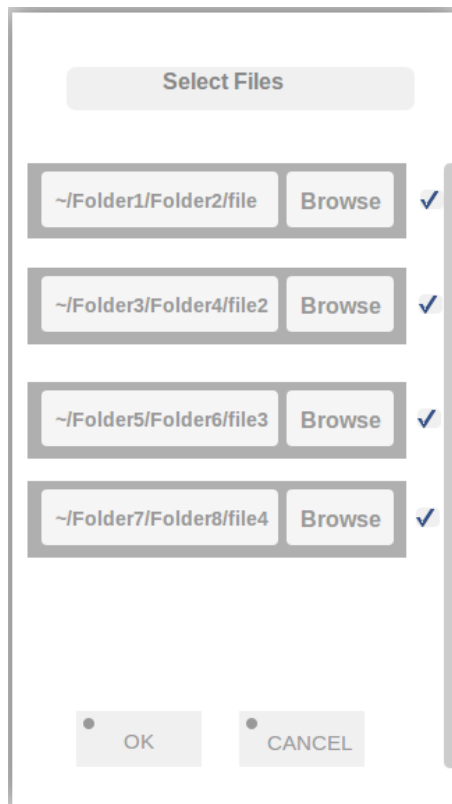 Select Files
~/Folder1/Folder2/file Browse
~/Folder3/Folder4/file2 Browse
~/Folder5/Folder6/file3 Browse
~/Folder7/Folder8/file4 Browse
OK CANCEL